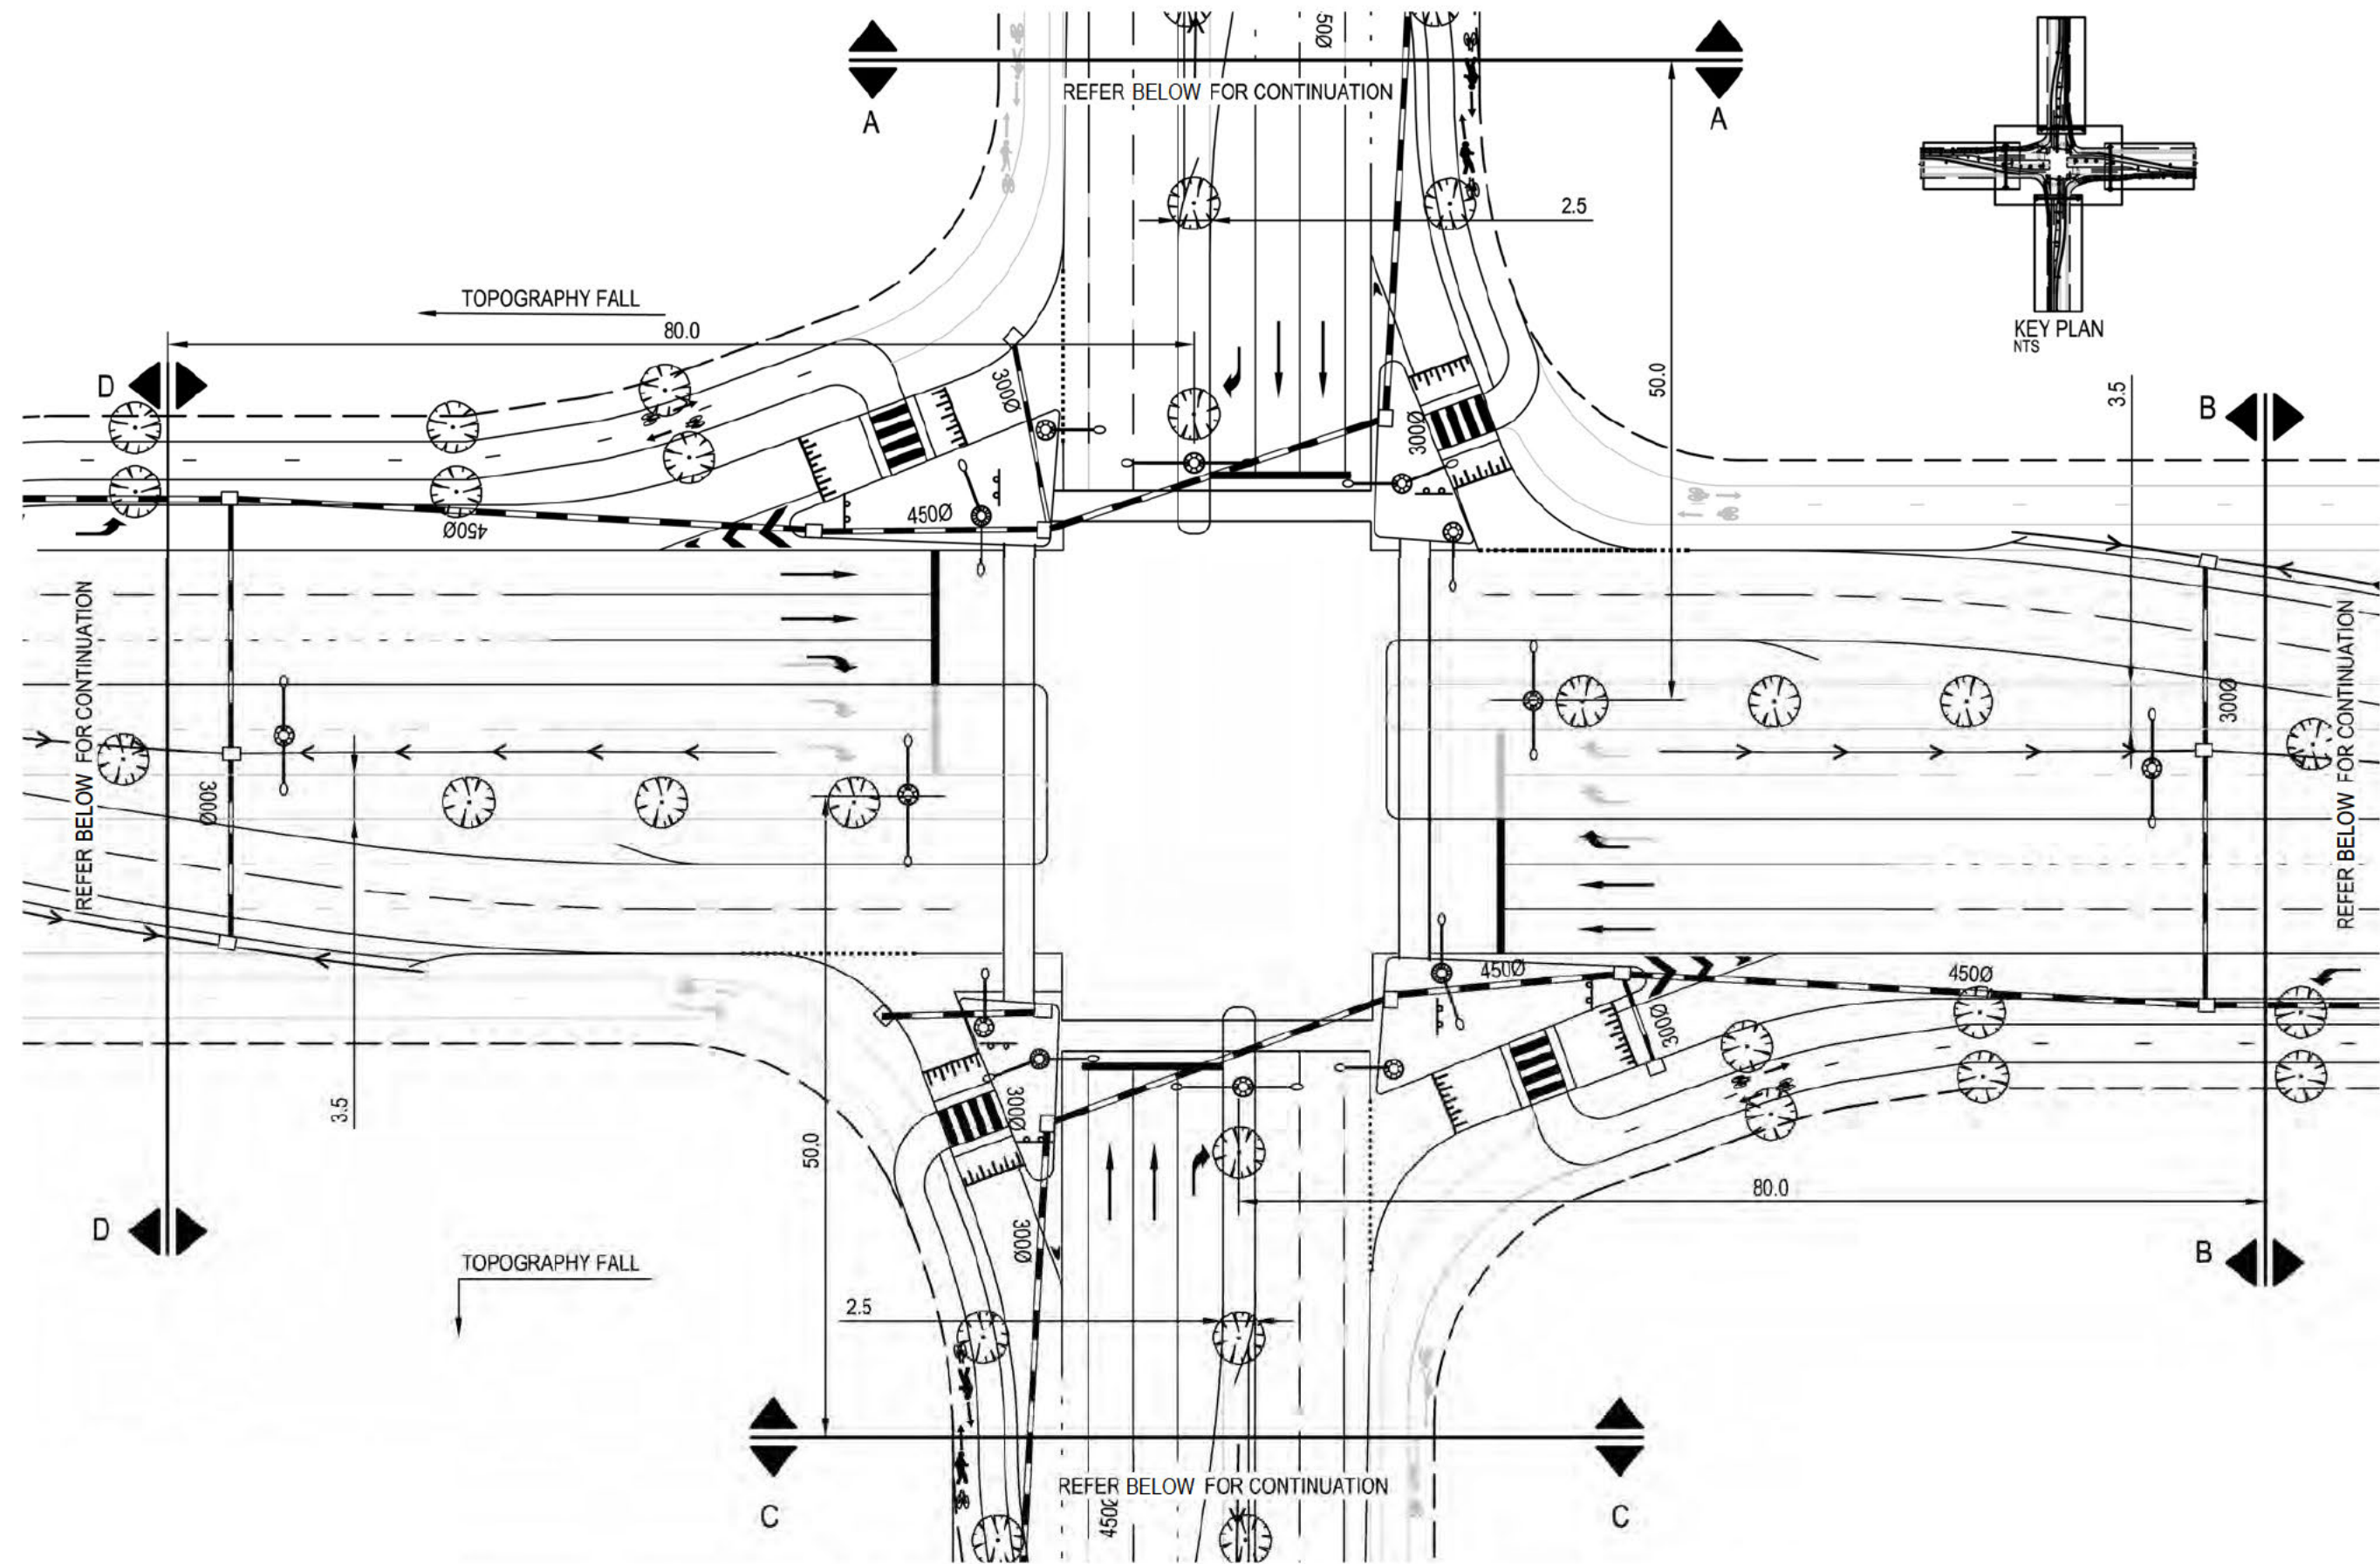 500Ø
REFER BELOW FOR CONTINUATION
A
A
2.5
KEY PLAN
NTS
TOPOGRAPHY FALL
80.0
50.0
3.5
D
B
300Ø
300Ø
450Ø
450Ø
REFER BELOW FOR CONTINUATION
REFER BELOW FOR CONTINUATION
300Ø
300Ø
450Ø
450Ø
300Ø
300Ø
3.5
50.0
80.0
D
B
300Ø
TOPOGRAPHY FALL
2.5
REFER BELOW FOR CONTINUATION
450Ø
C
C